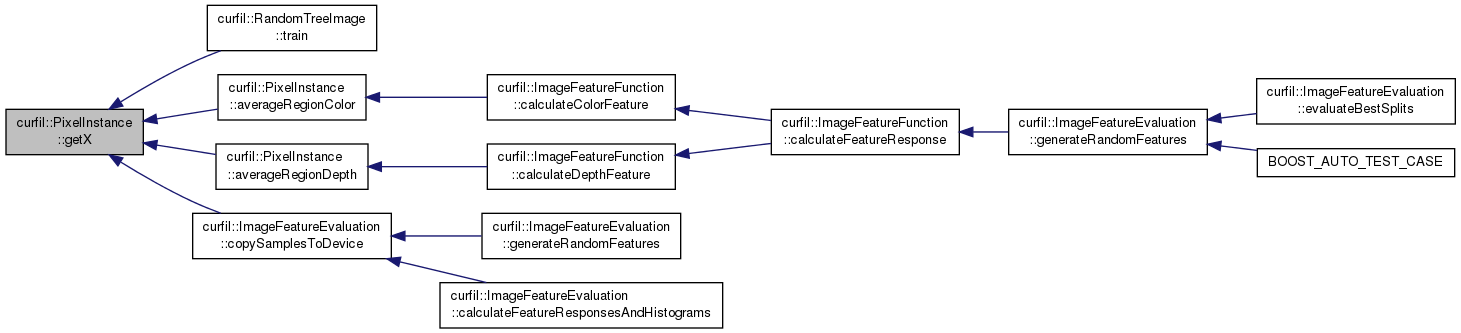 curfil::RandomTreeImage
::train
curfil::PixelInstance
::getX
curfil::PixelInstance
::averageRegionColor
curfil::PixelInstance
::averageRegionDepth
curfil::ImageFeatureEvaluation
::copySamplesToDevice
curfil::ImageFeatureFunction
::calculateColorFeature
curfil::ImageFeatureFunction
::calculateDepthFeature
curfil::ImageFeatureEvaluation
::generateRandomFeatures
curfil::ImageFeatureEvaluation
::calculateFeatureResponsesAndHistograms
curfil::ImageFeatureFunction
::calculateFeatureResponse
curfil::ImageFeatureEvaluation
::generateRandomFeatures
curfil::ImageFeatureEvaluation
::evaluateBestSplits
BOOST_AUTO_TEST_CASE